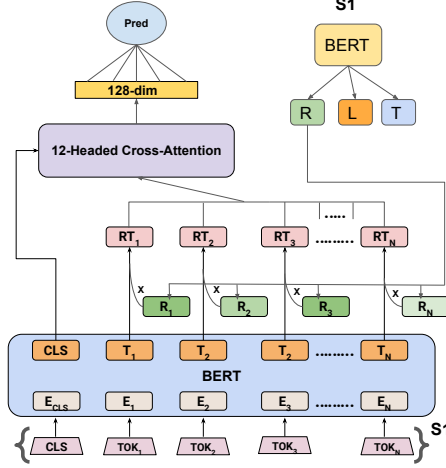 S1
Pred
BERT
128-dim
R L T
12-Headed Cross-Attention
RT1 RT2 RT3 ......... RTN
.....
x x x x
R1 R2 R3 RN
CLS T1 T2 T2 ......... TN
BERT
ECLS E1 E2 E3 ......... EN
{ CLS TOK1 TOK2 TOK3 ......... TOKN } S1